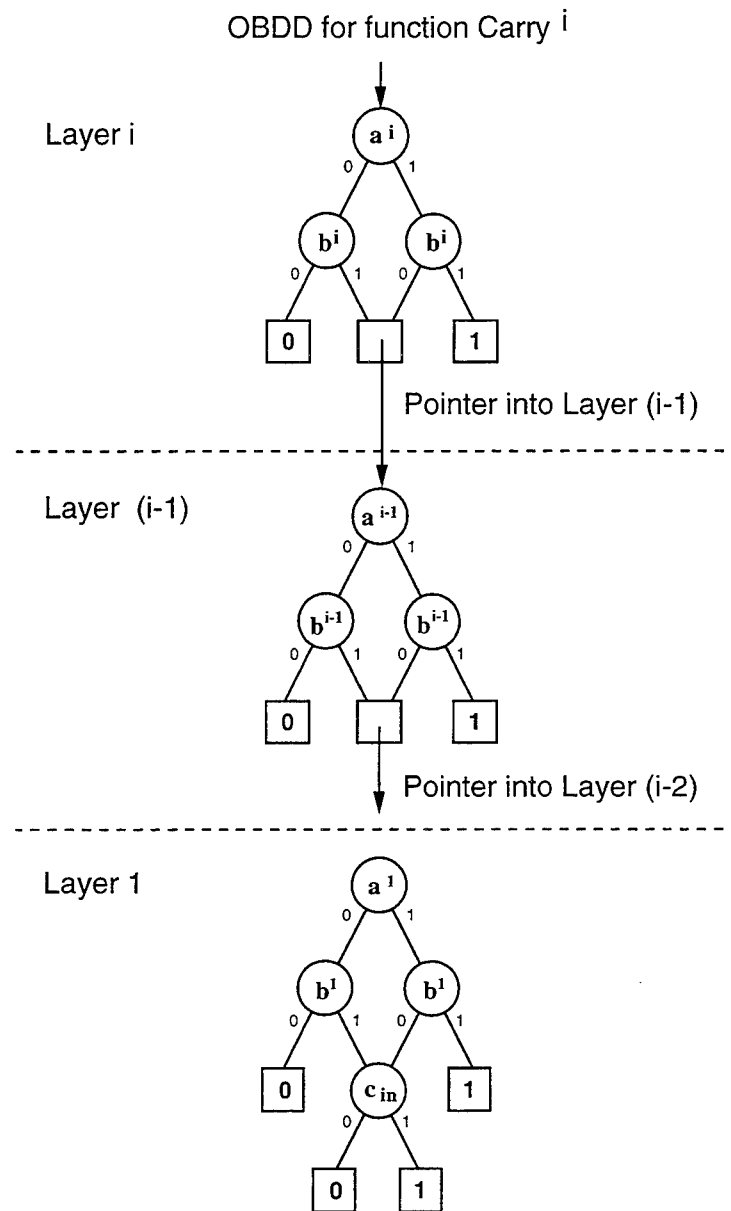 OBDD for function Carry i
Layer i
a i
0 1
b i b i
0 1 0 1
0 1
Pointer into Layer (i-1)
Layer (i-1)
a i-1
0 1
b i-1 b i-1
0 1 0 1
0 1
Pointer into Layer (i-2)
Layer 1
a 1
0 1
b 1 b 1
0 1 0 1
0 c in 1
0 1
0 1